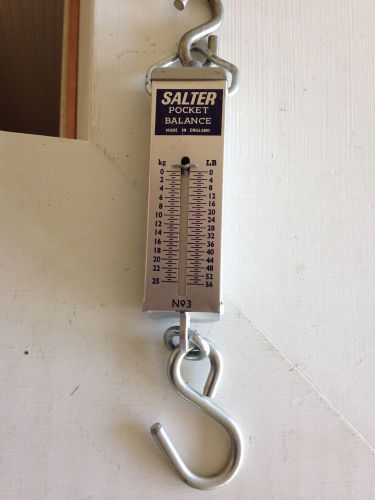 SALTER
POCKET
BALANCE
MADE IN ENGLAND
kg LB
0 0
2 4
4 8
6 12
8 16
10 20
12 24
14 28
16 32
18 36
20 40
22 44
48
25 52
56
Nº3